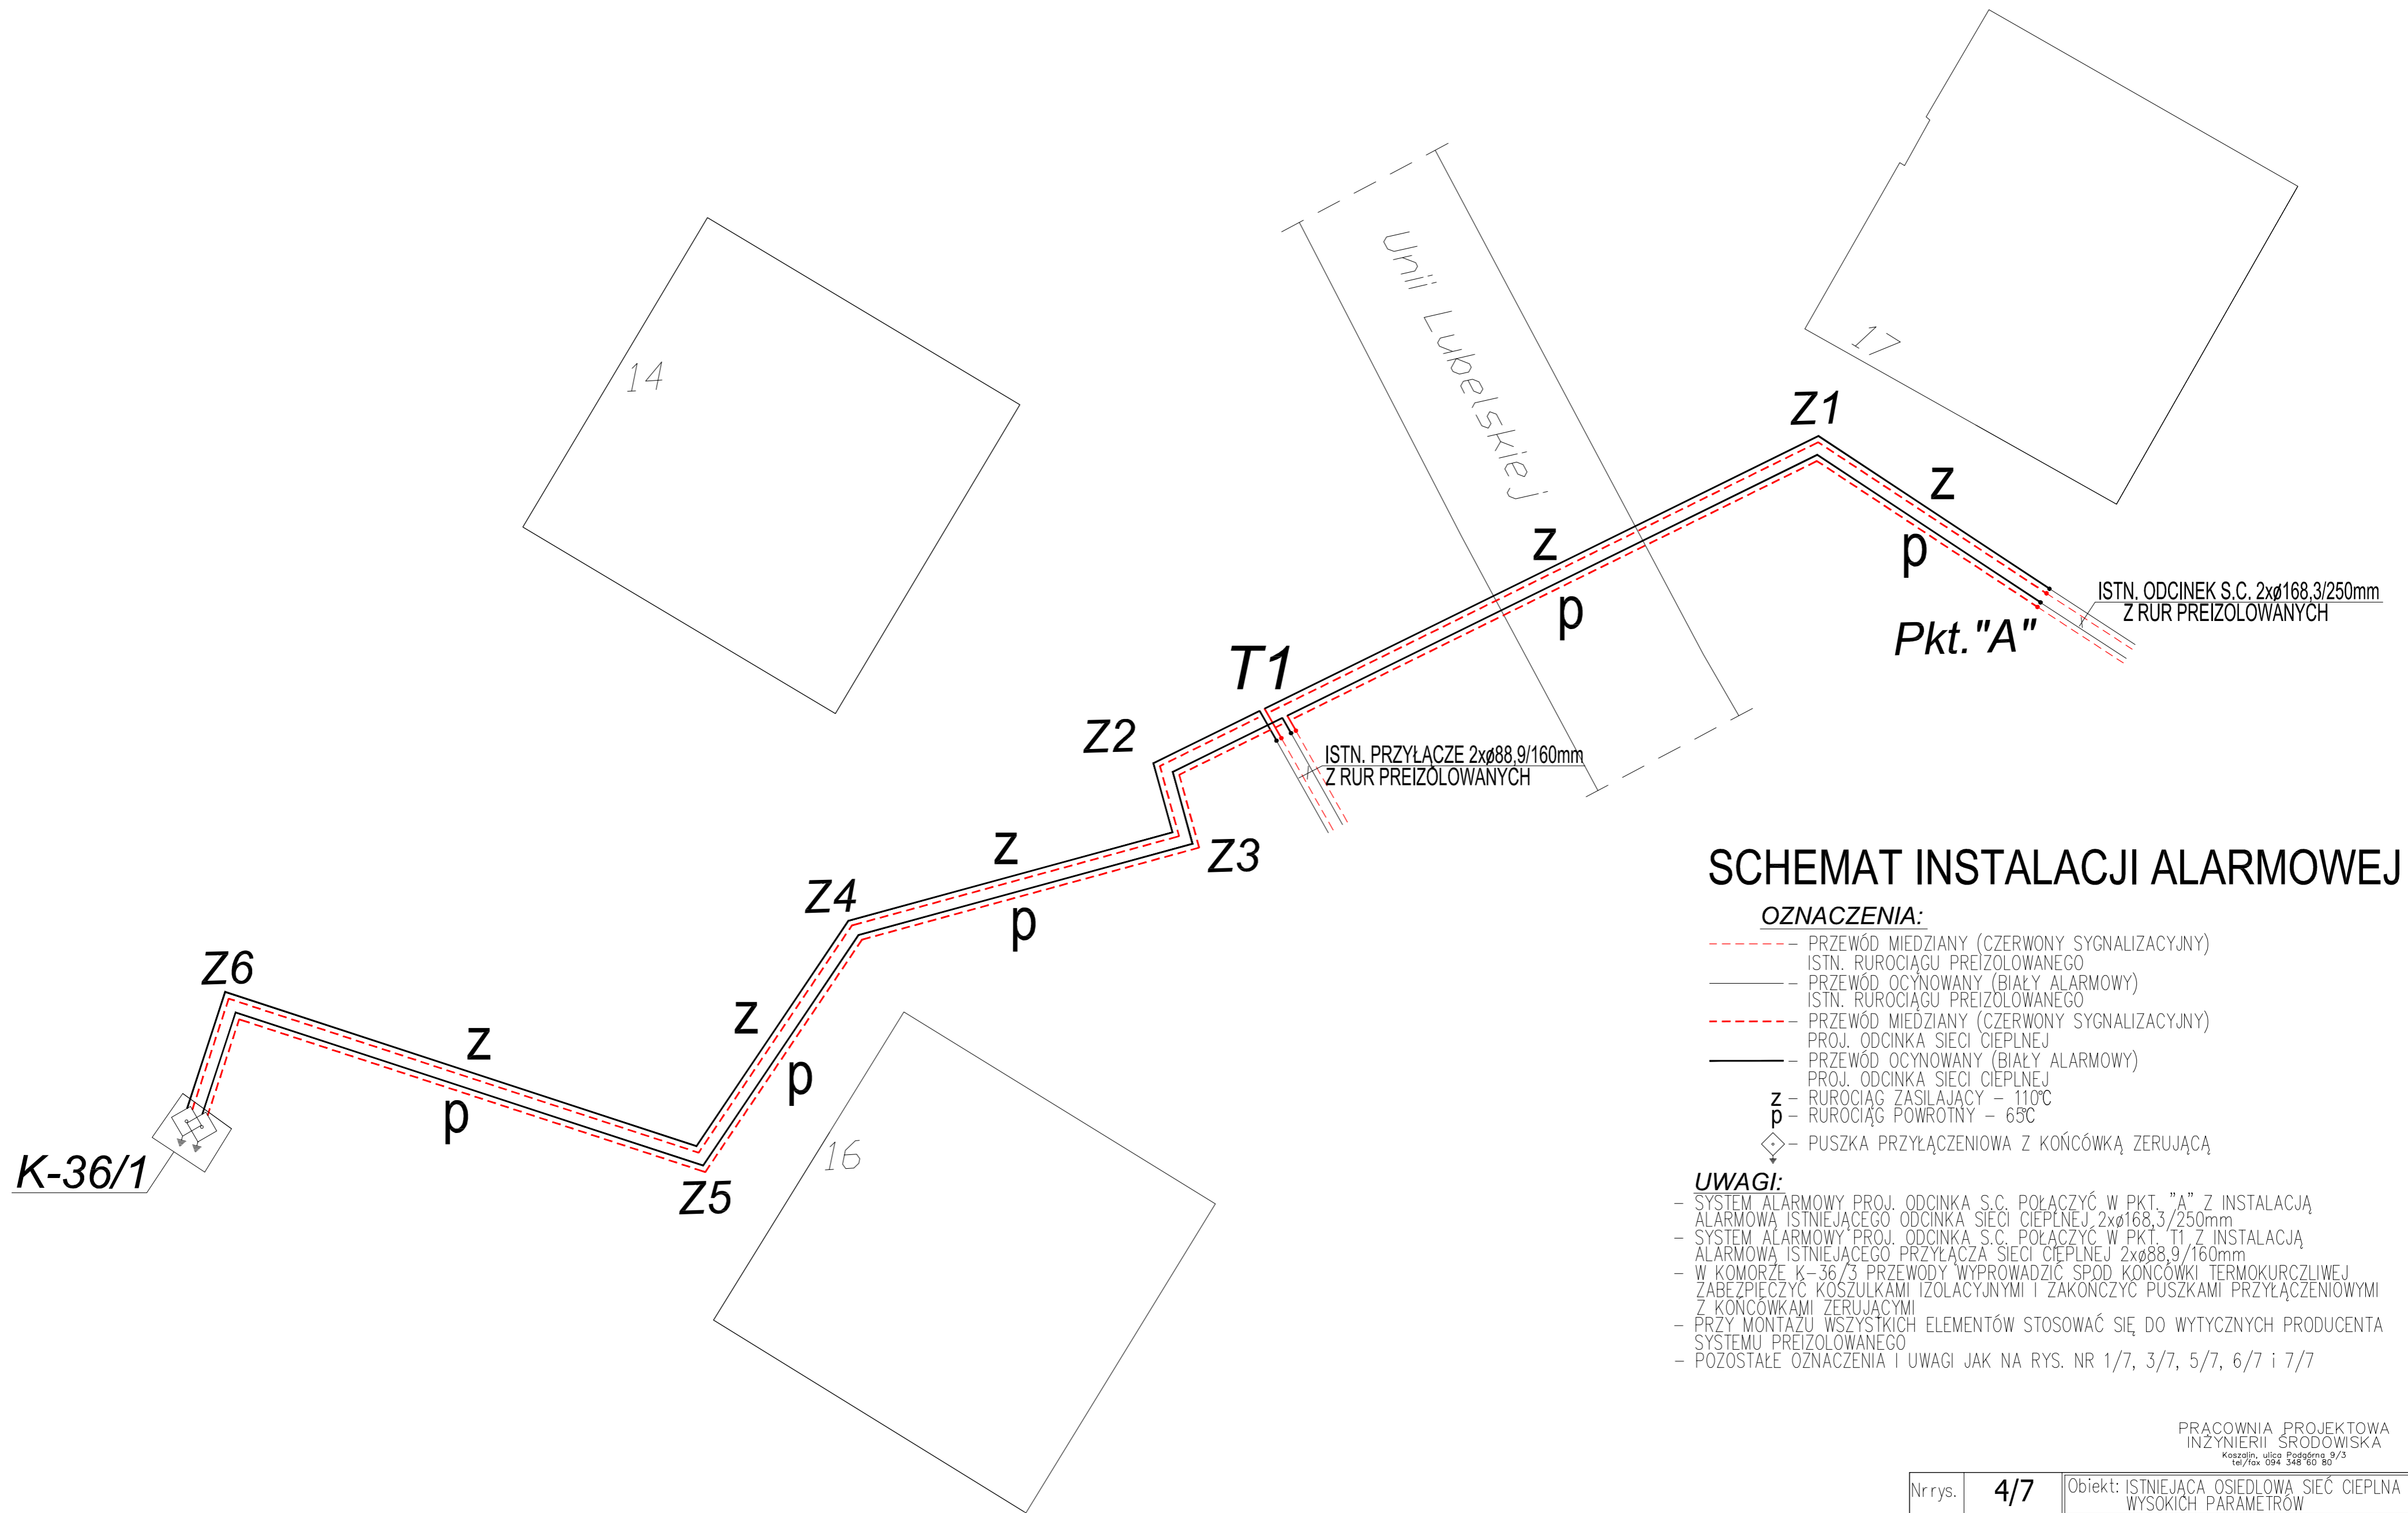 14
Unii Lubelskiej
17
Z1
z
p
z
p
ISTN. ODCINEK S.C. 2xø168,3/250mm
Z RUR PREIZOLOWANYCH
Pkt."A"
T1
Z2
ISTN. PRZYŁĄCZE 2xø88,9/160mm
Z RUR PREIZOLOWANYCH
Z3
z
p
Z4
z
p
Z6
z
p
Z5
16
K-36/1
SCHEMAT INSTALACJI ALARMOWEJ
OZNACZENIA:
– PRZEWÓD MIEDZIANY (CZERWONY SYGNALIZACYJNY)
ISTN. RUROCIĄGU PREIZOLOWANEGO
– PRZEWÓD OCYNOWANY (BIAŁY ALARMOWY)
ISTN. RUROCIĄGU PREIZOLOWANEGO
– PRZEWÓD MIEDZIANY (CZERWONY SYGNALIZACYJNY)
PROJ. ODCINKA SIECI CIEPLNEJ
– PRZEWÓD OCYNOWANY (BIAŁY ALARMOWY)
PROJ. ODCINKA SIECI CIEPLNEJ
z – RUROCIĄG ZASILAJĄCY – 110°C
p – RUROCIĄG POWROTNY – 65°C
– PUSZKA PRZYŁĄCZENIOWA Z KOŃCÓWKĄ ZERUJĄCĄ
UWAGI:
– SYSTEM ALARMOWY PROJ. ODCINKA S.C. POŁĄCZYĆ W PKT. "A" Z INSTALACJĄ
ALARMOWĄ ISTNIEJĄCEGO ODCINKA SIECI CIEPLNEJ 2xø168,3/250mm
– SYSTEM ALARMOWY PROJ. ODCINKA S.C. POŁĄCZYĆ W PKT. T1 Z INSTALACJĄ
ALARMOWĄ ISTNIEJĄCEGO PRZYŁĄCZA SIECI CIEPLNEJ 2xø88,9/160mm
– W KOMORZE K-36/3 PRZEWODY WYPROWADZIĆ SPOD KOŃCÓWKI TERMOKURCZLIWEJ
ZABEZPIECZYĆ KOSZULKAMI IZOLACYJNYMI I ZAKOŃCZYĆ PUSZKAMI PRZYŁĄCZENIOWYMI
Z KOŃCÓWKAMI ZERUJĄCYMI
– PRZY MONTAŻU WSZYSTKICH ELEMENTÓW STOSOWAĆ SIĘ DO WYTYCZNYCH PRODUCENTA
SYSTEMU PREIZOLOWANEGO
– POZOSTAŁE OZNACZENIA I UWAGI JAK NA RYS. NR 1/7, 3/7, 5/7, 6/7 i 7/7
PRACOWNIA PROJEKTOWA
INŻYNIERII ŚRODOWISKA
Koszalin, ulica Podgórna 9/3
tel/fax 094 348 60 80
Nr rys. 4/7
Obiekt: ISTNIEJĄCA OSIEDLOWA SIEĆ CIEPLNA
WYSOKICH PARAMETRÓW